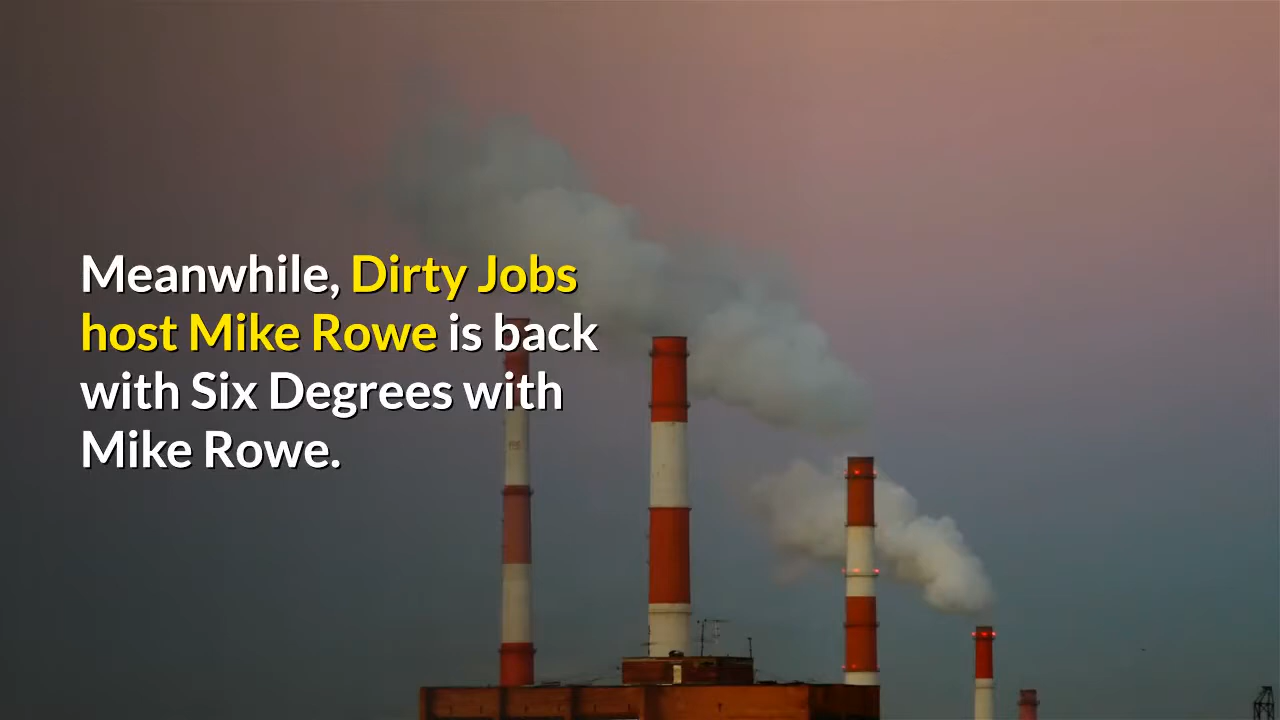 Meanwhile, Dirty Jobs
host Mike Rowe is back
with Six Degrees with
Mike Rowe.